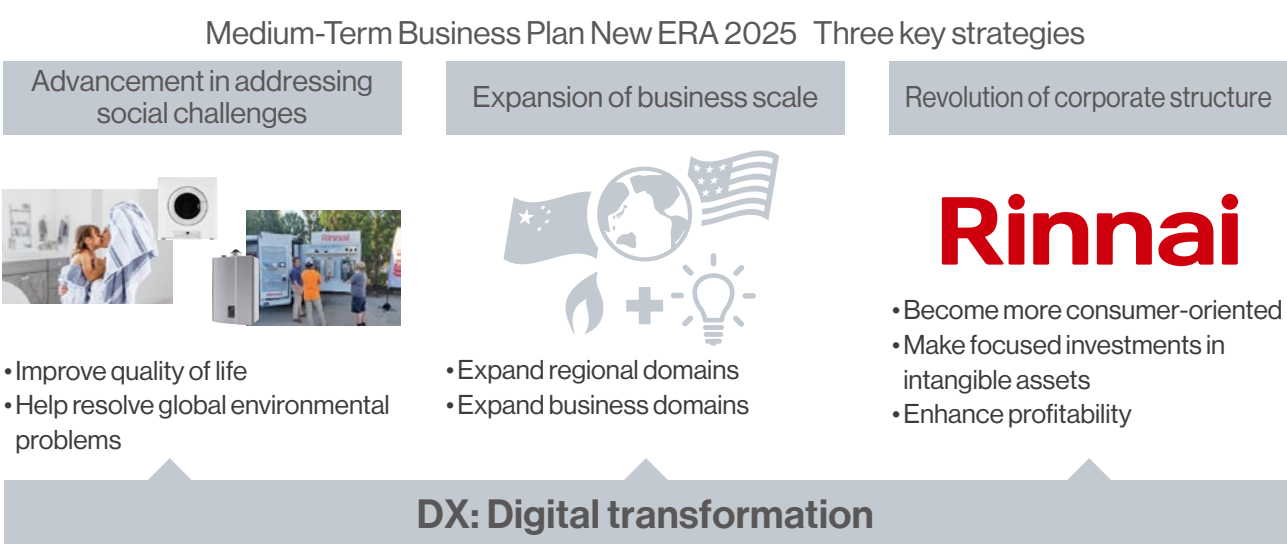 Medium-Term Business Plan New ERA 2025 Three key strategies
Advancement in addressing
social challenges
Rinnai
•Improve quality of life
•Help resolve global environmental
problems
Expansion of business scale
•Expand regional domains
•Expand business domains
Revolution of corporate structure
Rinnai
•Become more consumer-oriented
•Make focused investments in
intangible assets
•Enhance profitability
DX: Digital transformation